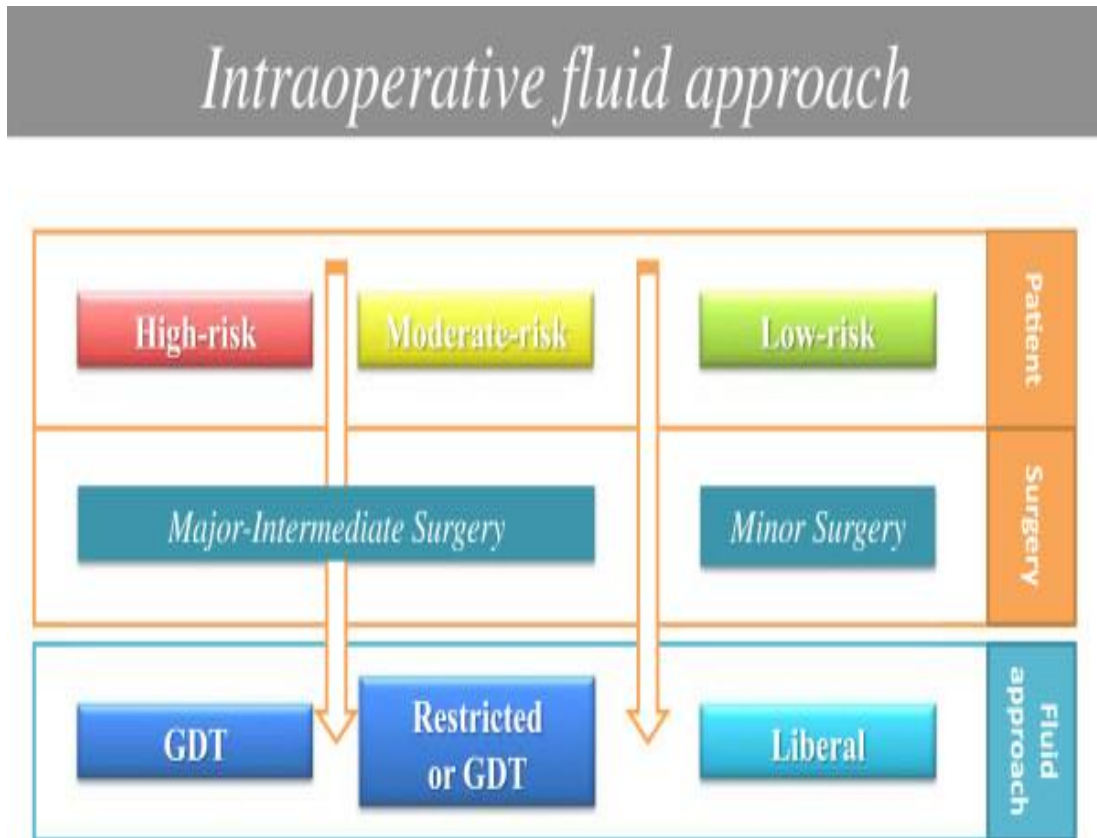 Intraoperative fluid approach
High-risk
Moderate-risk
Low-risk
Patient
Major-Intermediate Surgery
Minor Surgery
Surgery
GDT
Restricted
or GDT
Liberal
Fluid
approach